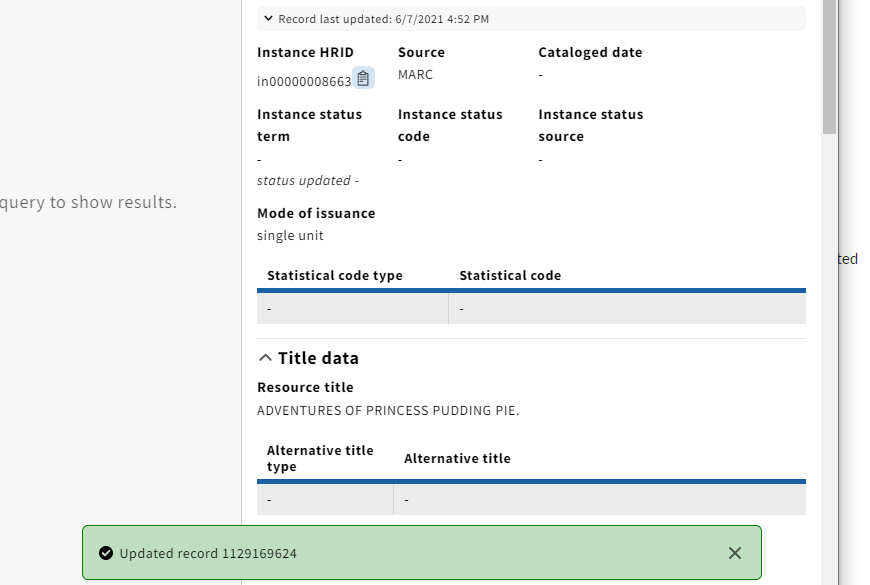 Record last updated: 6/7/2021 4:52 PM
Instance HRID Source Cataloged date
in00000008663 MARC -
Instance status term Instance status code Instance status source
- - -
status updated -
query to show results.
Mode of issuance
single unit
ted
Statistical code type Statistical code
- -
Title data
Resource title
ADVENTURES OF PRINCESS PUDDING PIE.
Alternative title type Alternative title
- -
Updated record 1129169624